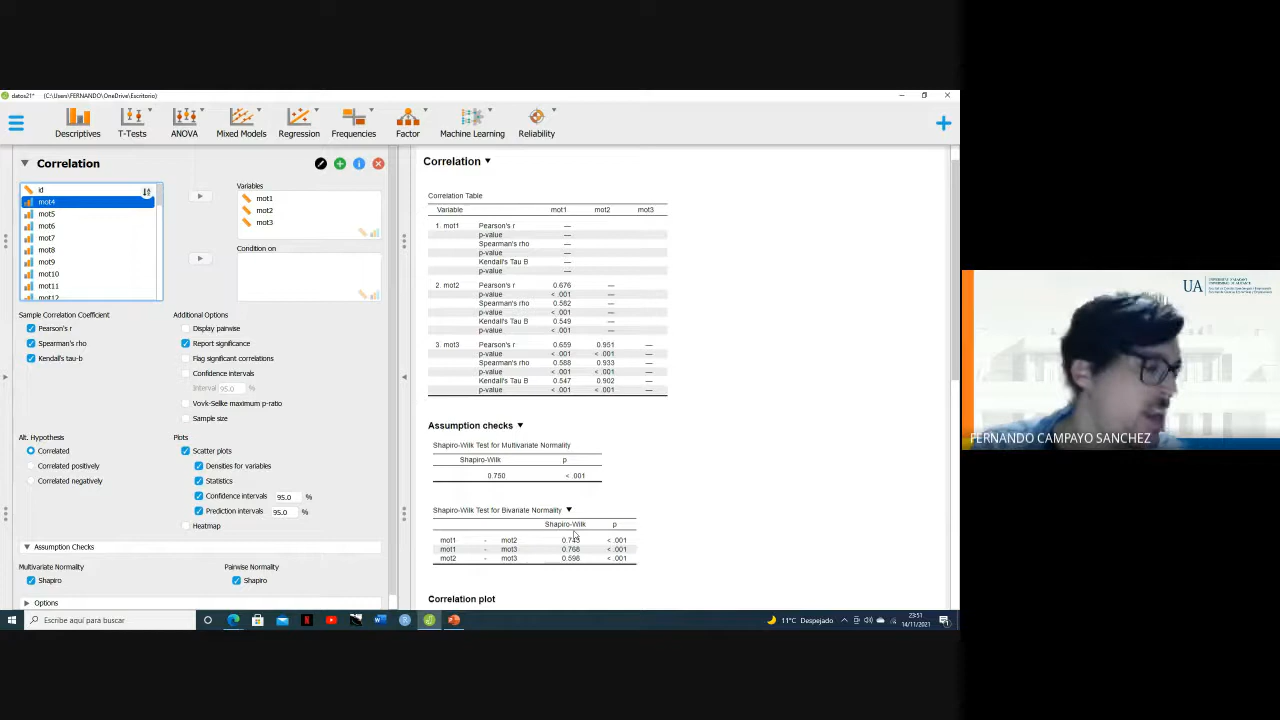 datos21* (C:\Users\FERNANDO\OneDrive\Escritorio)
Descriptives
T-Tests
ANOVA
Mixed Models
Regression
Frequencies
Factor
Machine Learning
Reliability
Correlation
id
mot4
mot5
mot6
mot7
mot8
mot9
mot10
mot11
mot12
Variables
mot1
mot2
mot3
Condition on
Sample Correlation Coefficient
Pearson's r
Spearman's rho
Kendall's tau-b
Additional Options
Display pairwise
Report significance
Flag significant correlations
Confidence intervals
Interval 95.0 %
Vovk-Selike maximum p-ratio
Sample size
Alt. Hypothesis
Correlated
Correlated positively
Correlated negatively
Plots
Scatter plots
Densities for variables
Statistics
Confidence intervals 95.0 %
Prediction intervals 95.0 %
Heatmap
Assumption Checks
Multivariate Normality
Shapiro
Pairwise Normality
Shapiro
Options
Correlation
Correlation Table
Variable mot1 mot2 mot3
1. mot1 Pearson's r —
p-value —
Spearman's rho —
p-value —
Kendall's Tau B —
p-value —
2. mot2 Pearson's r 0.676 —
p-value < .001 —
Spearman's rho 0.582 —
p-value < .001 —
Kendall's Tau B 0.549 —
p-value < .001 —
3. mot3 Pearson's r 0.659 0.951 —
p-value < .001 < .001 —
Spearman's rho 0.588 0.933 —
p-value < .001 < .001 —
Kendall's Tau B 0.547 0.902 —
p-value < .001 < .001 —
Assumption checks
Shapiro-Wilk Test for Multivariate Normality
Shapiro-Wilk p
0.750 < .001
Shapiro-Wilk Test for Bivariate Normality
Shapiro-Wilk p
mot1 - mot2 < .001
mot1 - mot3 0.768 < .001
mot2 - mot3 0.598 < .001
Correlation plot
Escribe aquí para buscar
11°C Despejado
23:51
14/11/2021
UA
FERNANDO CAMPAYO SANCHEZ